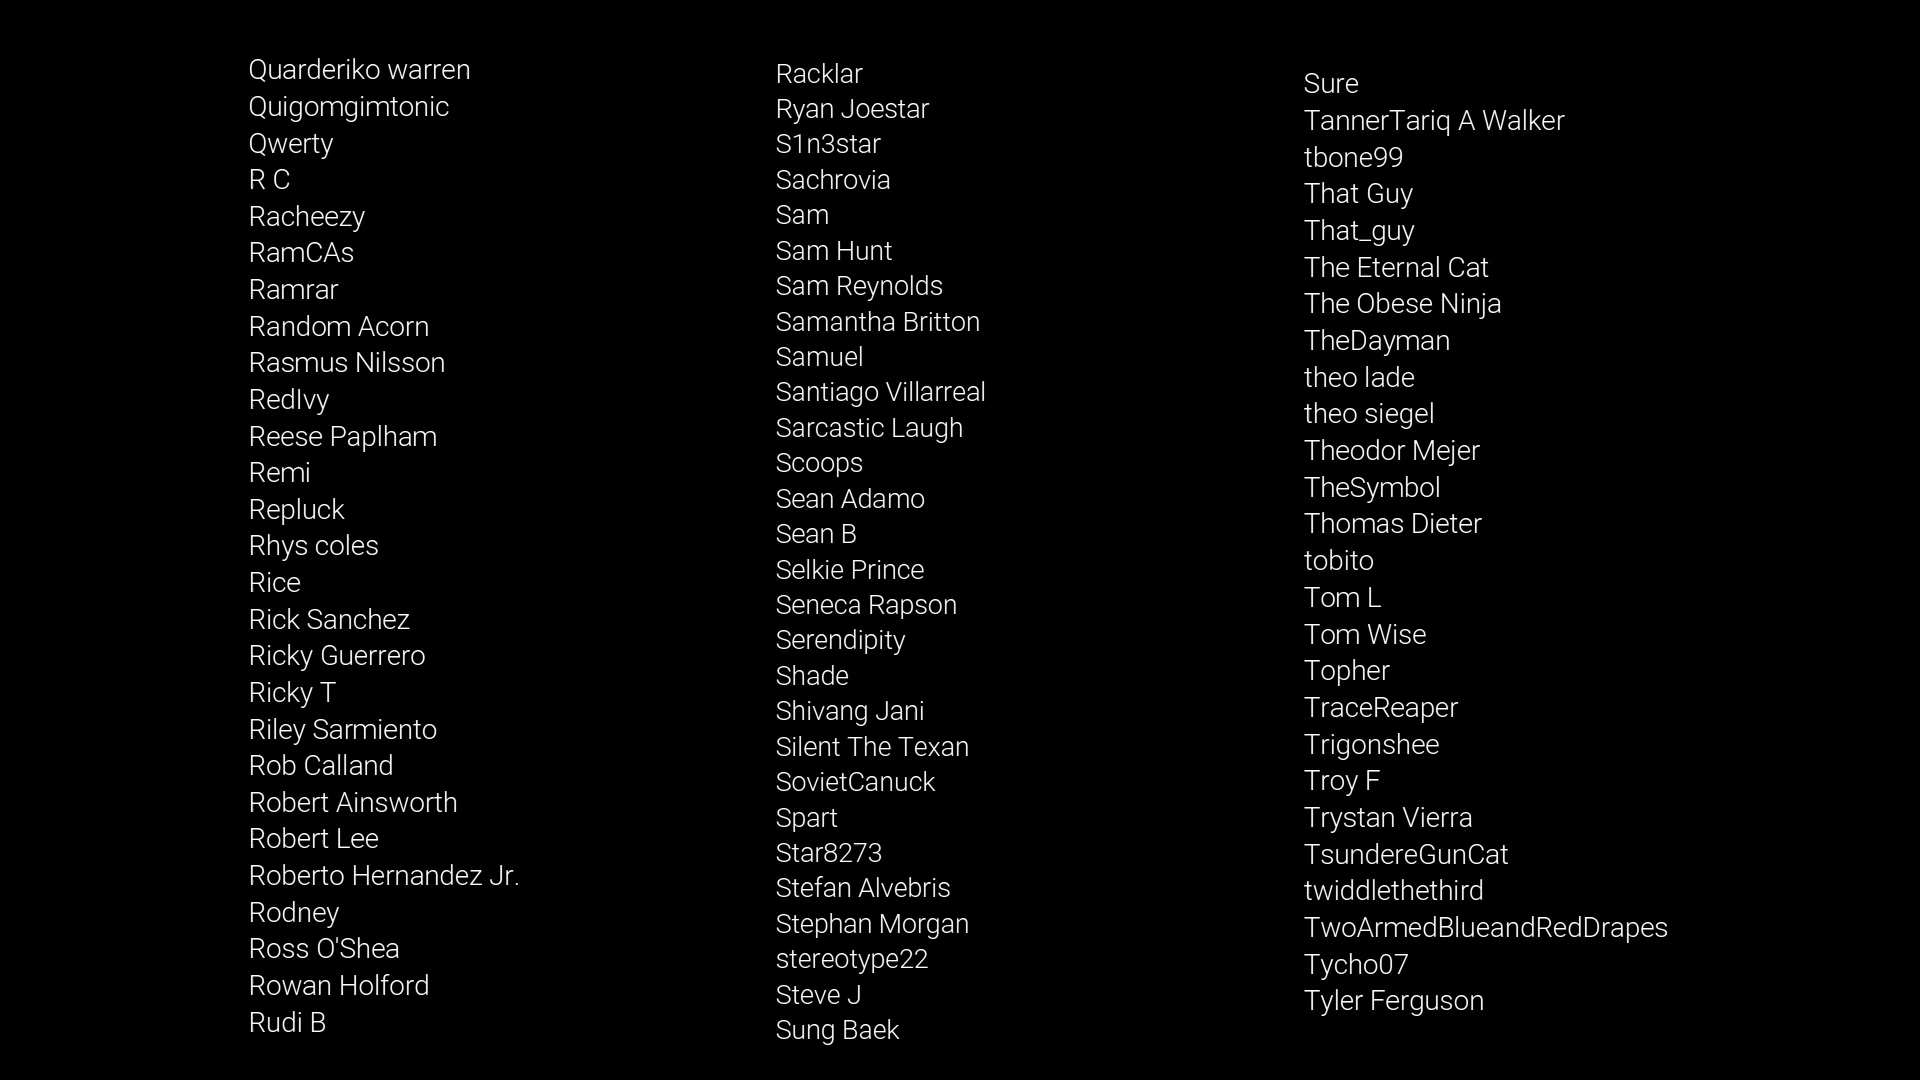 Quarderiko warren
Quigomgimtonic
Qwerty
R C
Racheezy
RamCAs
Ramrar
Random Acorn
Rasmus Nilsson
RedIvy
Reese Paplham
Remi
Repluck
Rhys coles
Rice
Rick Sanchez
Ricky Guerrero
Ricky T
Riley Sarmiento
Rob Calland
Robert Ainsworth
Robert Lee
Roberto Hernandez Jr.
Rodney
Ross O'Shea
Rowan Holford
Rudi B
Racklar
Ryan Joestar
S1n3star
Sachrovia
Sam
Sam Hunt
Sam Reynolds
Samantha Britton
Samuel
Santiago Villarreal
Sarcastic Laugh
Scoops
Sean Adamo
Sean B
Selkie Prince
Seneca Rapson
Serendipity
Shade
Shivang Jani
Silent The Texan
SovietCanuck
Spart
Star8273
Stefan Alvebris
Stephan Morgan
stereotype22
Steve J
Sung Baek
Sure
TannerTariq A Walker
tbone99
That Guy
That_guy
The Eternal Cat
The Obese Ninja
TheDayman
theo lade
theo siegel
Theodor Mejer
TheSymbol
Thomas Dieter
tobito
Tom L
Tom Wise
Topher
TraceReaper
Trigonshee
Troy F
Trystan Vierra
TsundereGunCat
twiddlethethird
TwoArmedBlueandRedDrapes
Tycho07
Tyler Ferguson